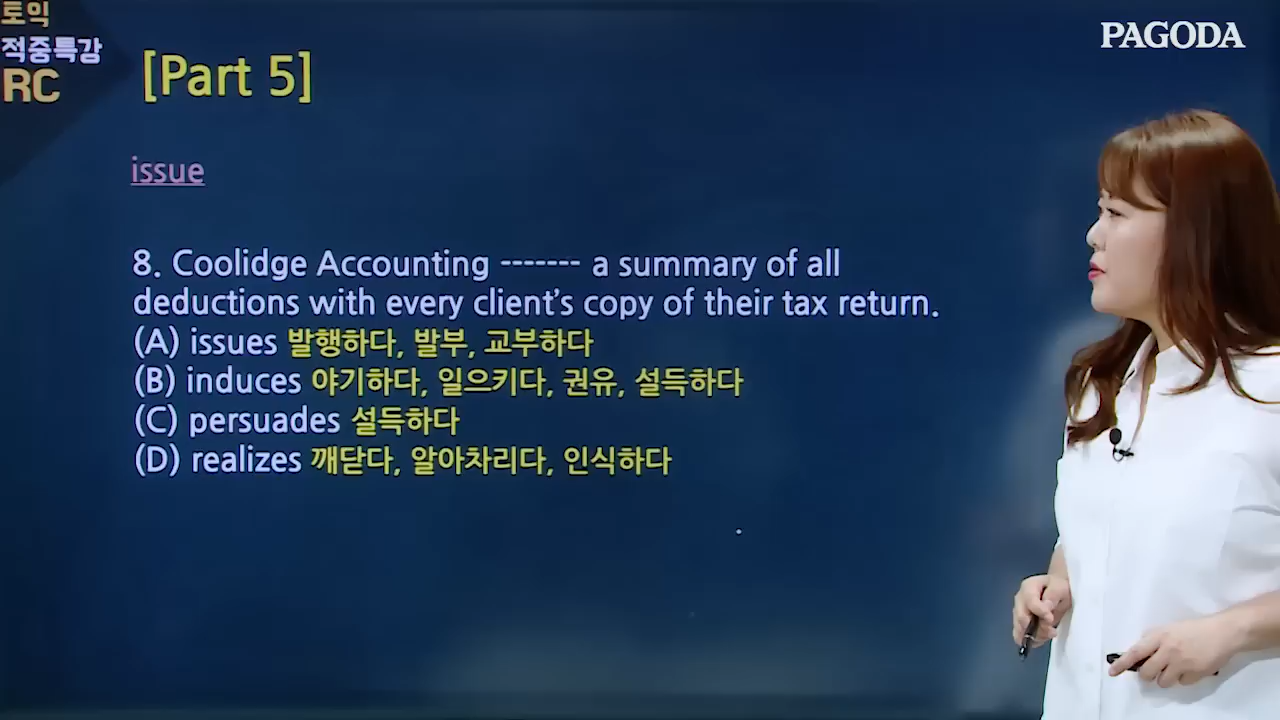 토익
적중특강
RC
PAGODA
[Part 5]
issue
8. Coolidge Accounting ------- a summary of all
deductions with every client's copy of their tax return.
(A) issues 발행하다, 발부, 교부하다
(B) induces 야기하다, 일으키다, 권유, 설득하다
(C) persuades 설득하다
(D) realizes 깨닫다, 알아차리다, 인식하다